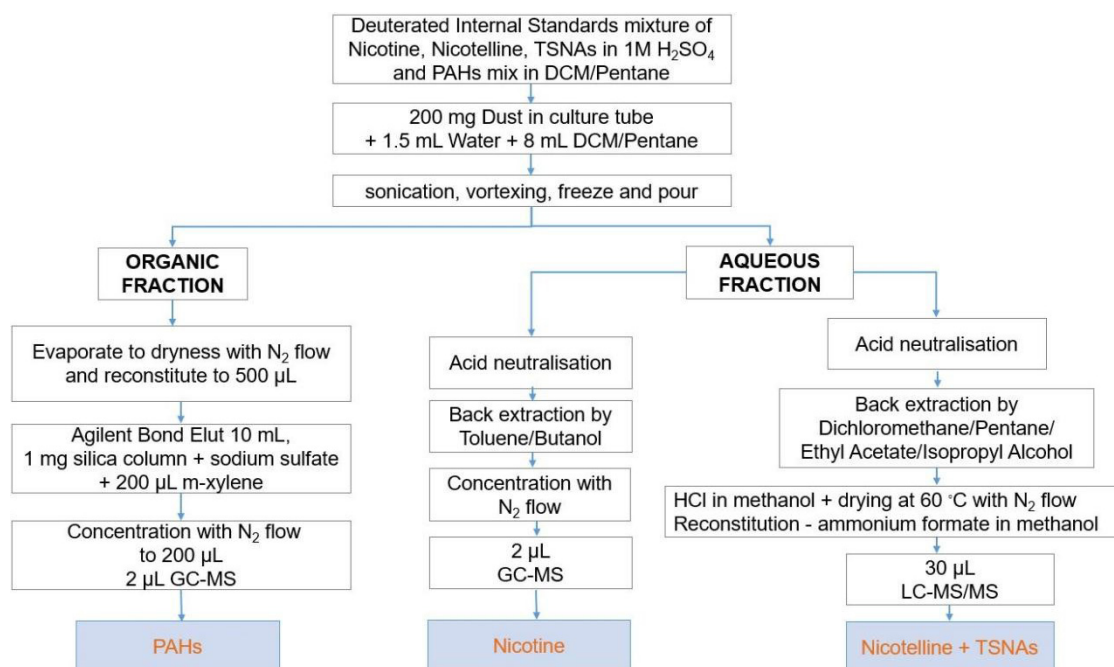 Deuterated Internal Standards mixture of
Nicotine, Nicotelline, TSNAs in 1M H₂SO₄
and PAHs mix in DCM/Pentane
200 mg Dust in culture tube
+ 1.5 mL Water + 8 mL DCM/Pentane
sonication, vortexing, freeze and pour
ORGANIC
FRACTION
Evaporate to dryness with N₂ flow
and reconstitute to 500 µL
Agilent Bond Elut 10 mL,
1 mg silica column + sodium sulfate
+ 200 µL m-xylene
Concentration with N₂ flow
to 200 µL
2 µL GC-MS
PAHs
AQUEOUS
FRACTION
Acid neutralisation
Back extraction by
Toluene/Butanol
Concentration with
N₂ flow
2 µL
GC-MS
Nicotine
Acid neutralisation
Back extraction by
Dichloromethane/Pentane/
Ethyl Acetate/Isopropyl Alcohol
HCl in methanol + drying at 60 °C with N₂ flow
Reconstitution - ammonium formate in methanol
30 µL
LC-MS/MS
Nicotelline + TSNAs